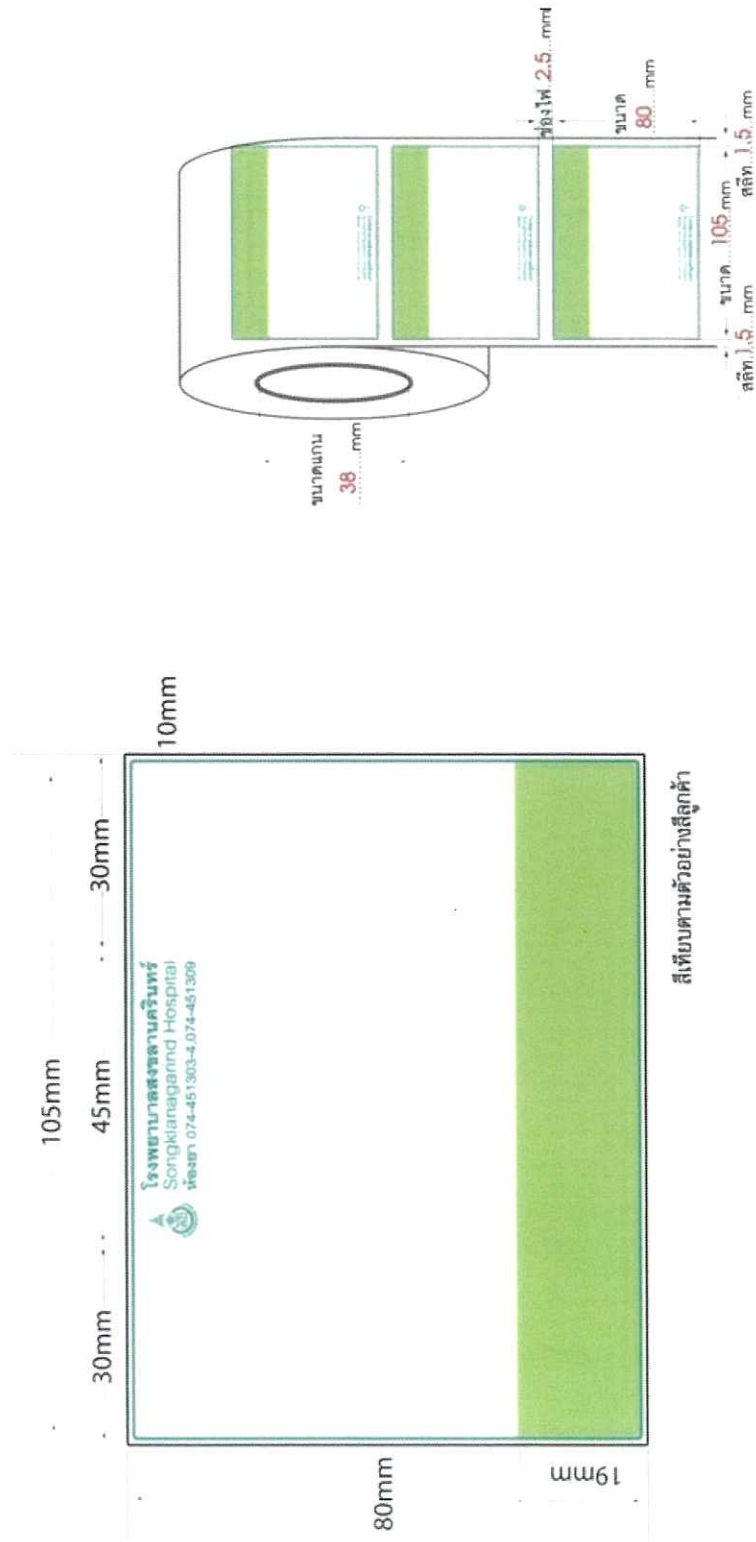 105mm
30mm
45mm
30mm
10mm
โรงพยาบาลสงขลานครินทร์
Songklanagarind Hospital
ห้องยา 074-451303-4,074-451309
80mm
19mm
สีเทียบตามตัวอย่างสีลูกค้า
ขนาดแกน
38 mm
ช่องไฟ 2.5 mm
ขนาด
80 mm
สลีท 1.5 mm
ขนาด 105 mm
สลีท 1.5 mm